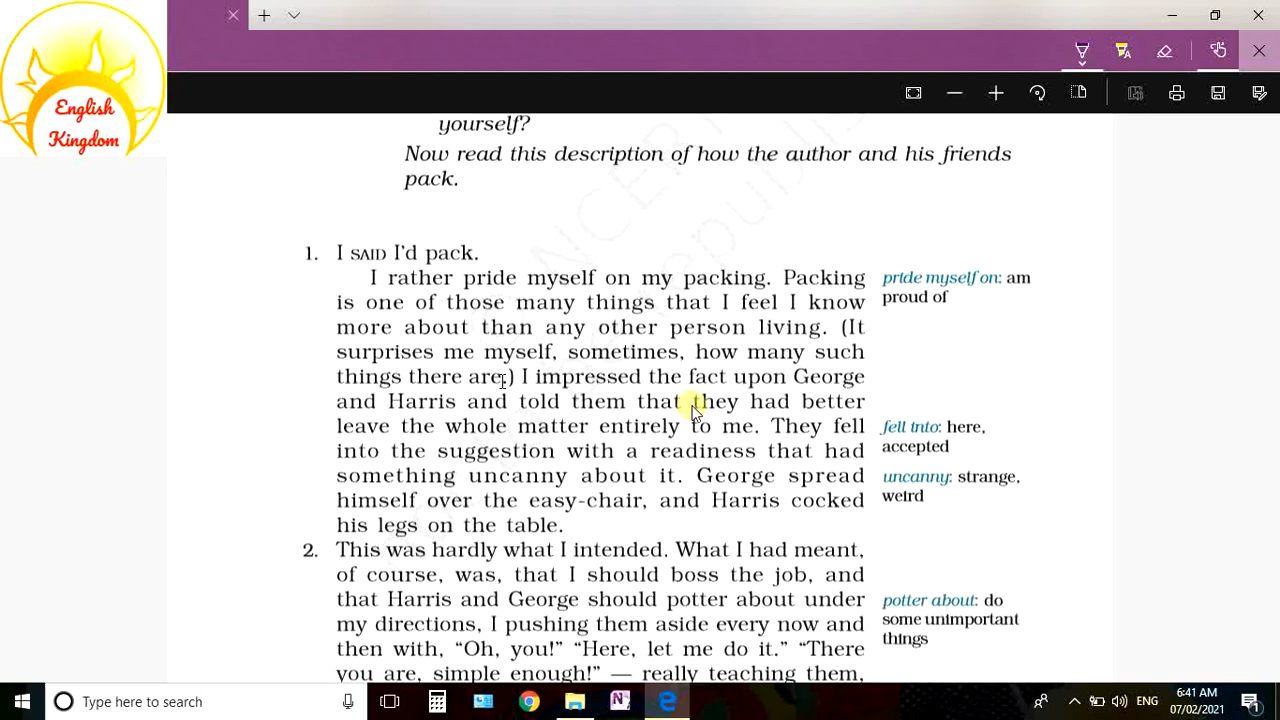 English
Kingdom
yourself?
Now read this description of how the author and his friends
pack.
1. I SAID I'd pack.
I rather pride myself on my packing. Packing
is one of those many things that I feel I know
more about than any other person living. (It
surprises me myself, sometimes, how many such
things there are.) I impressed the fact upon George
and Harris and told them that they had better
leave the whole matter entirely to me. They fell
into the suggestion with a readiness that had
something uncanny about it. George spread
himself over the easy-chair, and Harris cocked
his legs on the table.
pride myself on: am
proud of
fell into: here,
accepted
uncanny: strange,
weird
2. This was hardly what I intended. What I had meant,
of course, was, that I should boss the job, and
that Harris and George should potter about under
my directions, I pushing them aside every now and
then with, “Oh, you!” “Here, let me do it.” “There
you are, simple enough!” — really teaching them,
potter about: do
some unimportant
things
Type here to search
ENG
6:41 AM
07/02/2021